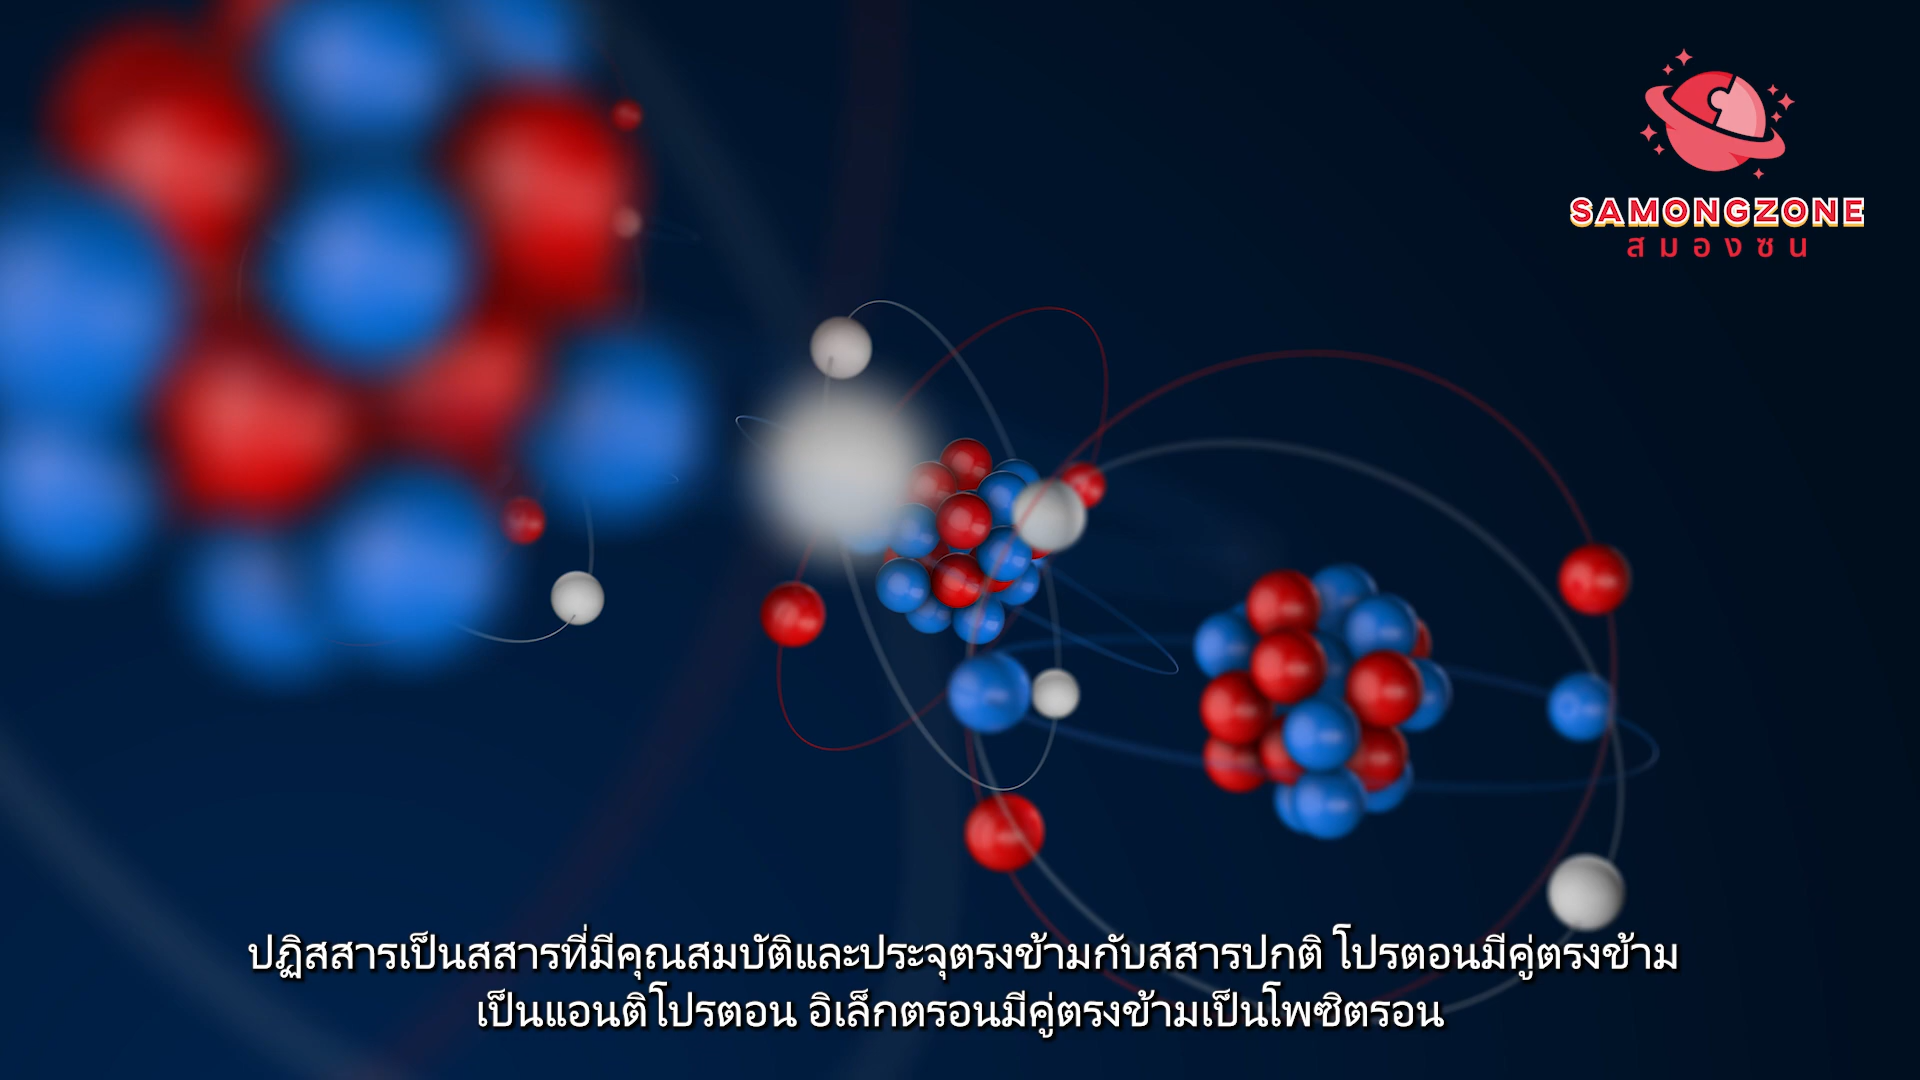 SAMONGZONE
สมองซน
ปฏิสสารเป็นสสารที่มีคุณสมบัติและประจุตรงข้ามกับสสารปกติ โปรตอนมีคู่ตรงข้าม
เป็นแอนติโปรตอน อิเล็กตรอนมีคู่ตรงข้ามเป็นโพซิตรอน